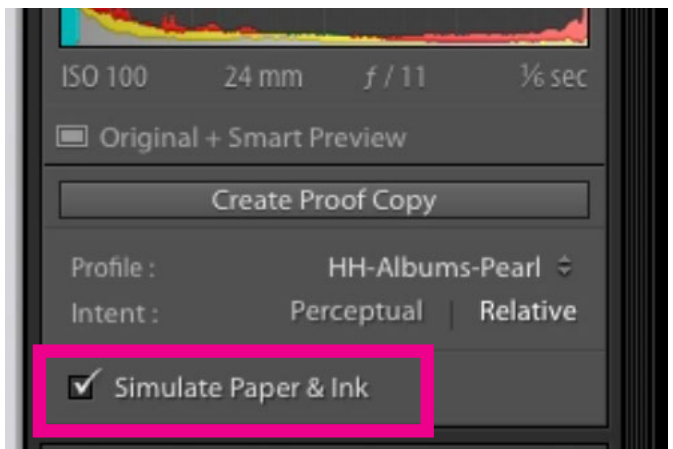 ISO 100 24 mm ƒ / 11 ⅙ sec
Original + Smart Preview
Create Proof Copy
Profile : HH-Albums-Pearl
Intent : Perceptual | Relative
Simulate Paper & Ink